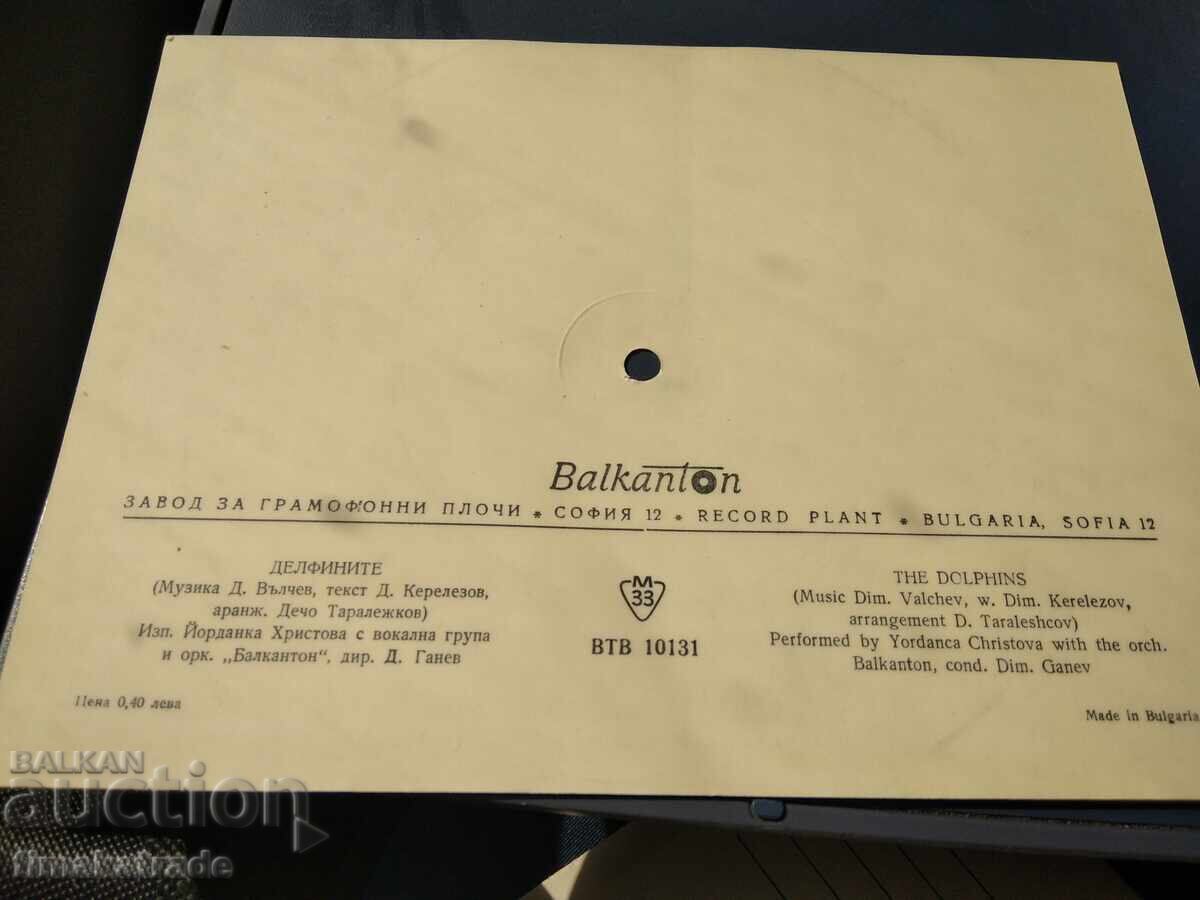 Balkanton
ЗАВОД ЗА ГРАМОФОННИ ПЛОЧИ * СОФИЯ 12 * RECORD PLANT * BULGARIA, SOFIA 12
ДЕЛФИНИТЕ
(Музика Д. Вълчев, текст Д. Керелезов,
аранж. Дечо Таралежков)
Изп. Йорданка Христова с вокална група
и орк. „Балкантон“, дир. Д. Ганев
Цена 0,40 лева
M
33
ВТВ 10131
THE DOLPHINS
(Music Dim. Valchev, w. Dim. Kerelezov,
arrangement D. Taraleshcov)
Performed by Yordanca Christova with the orch.
Balkanton, cond. Dim. Ganev
Made in Bulgaria
BALKAN
auction
timekatrade